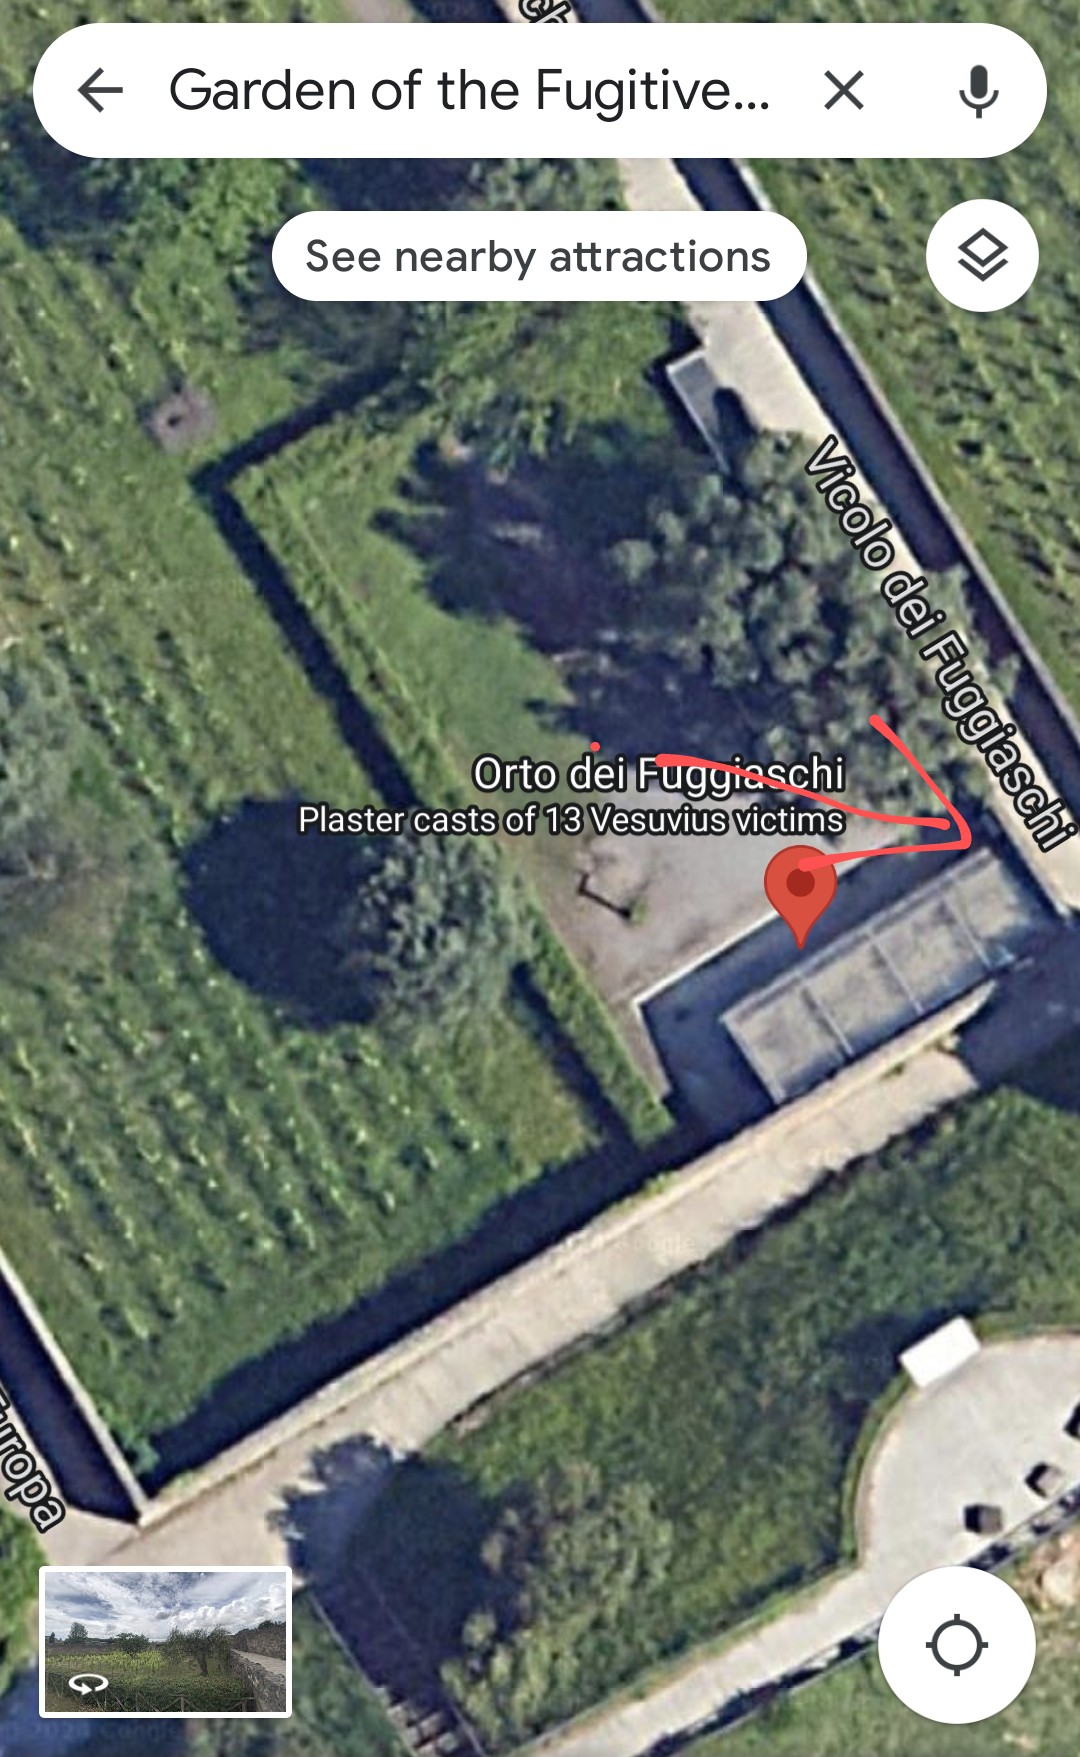 Garden of the Fugitive...
See nearby attractions
Vicolo dei Fuggiaschi
Orto dei Fuggiaschi
Plaster casts of 13 Vesuvius victims